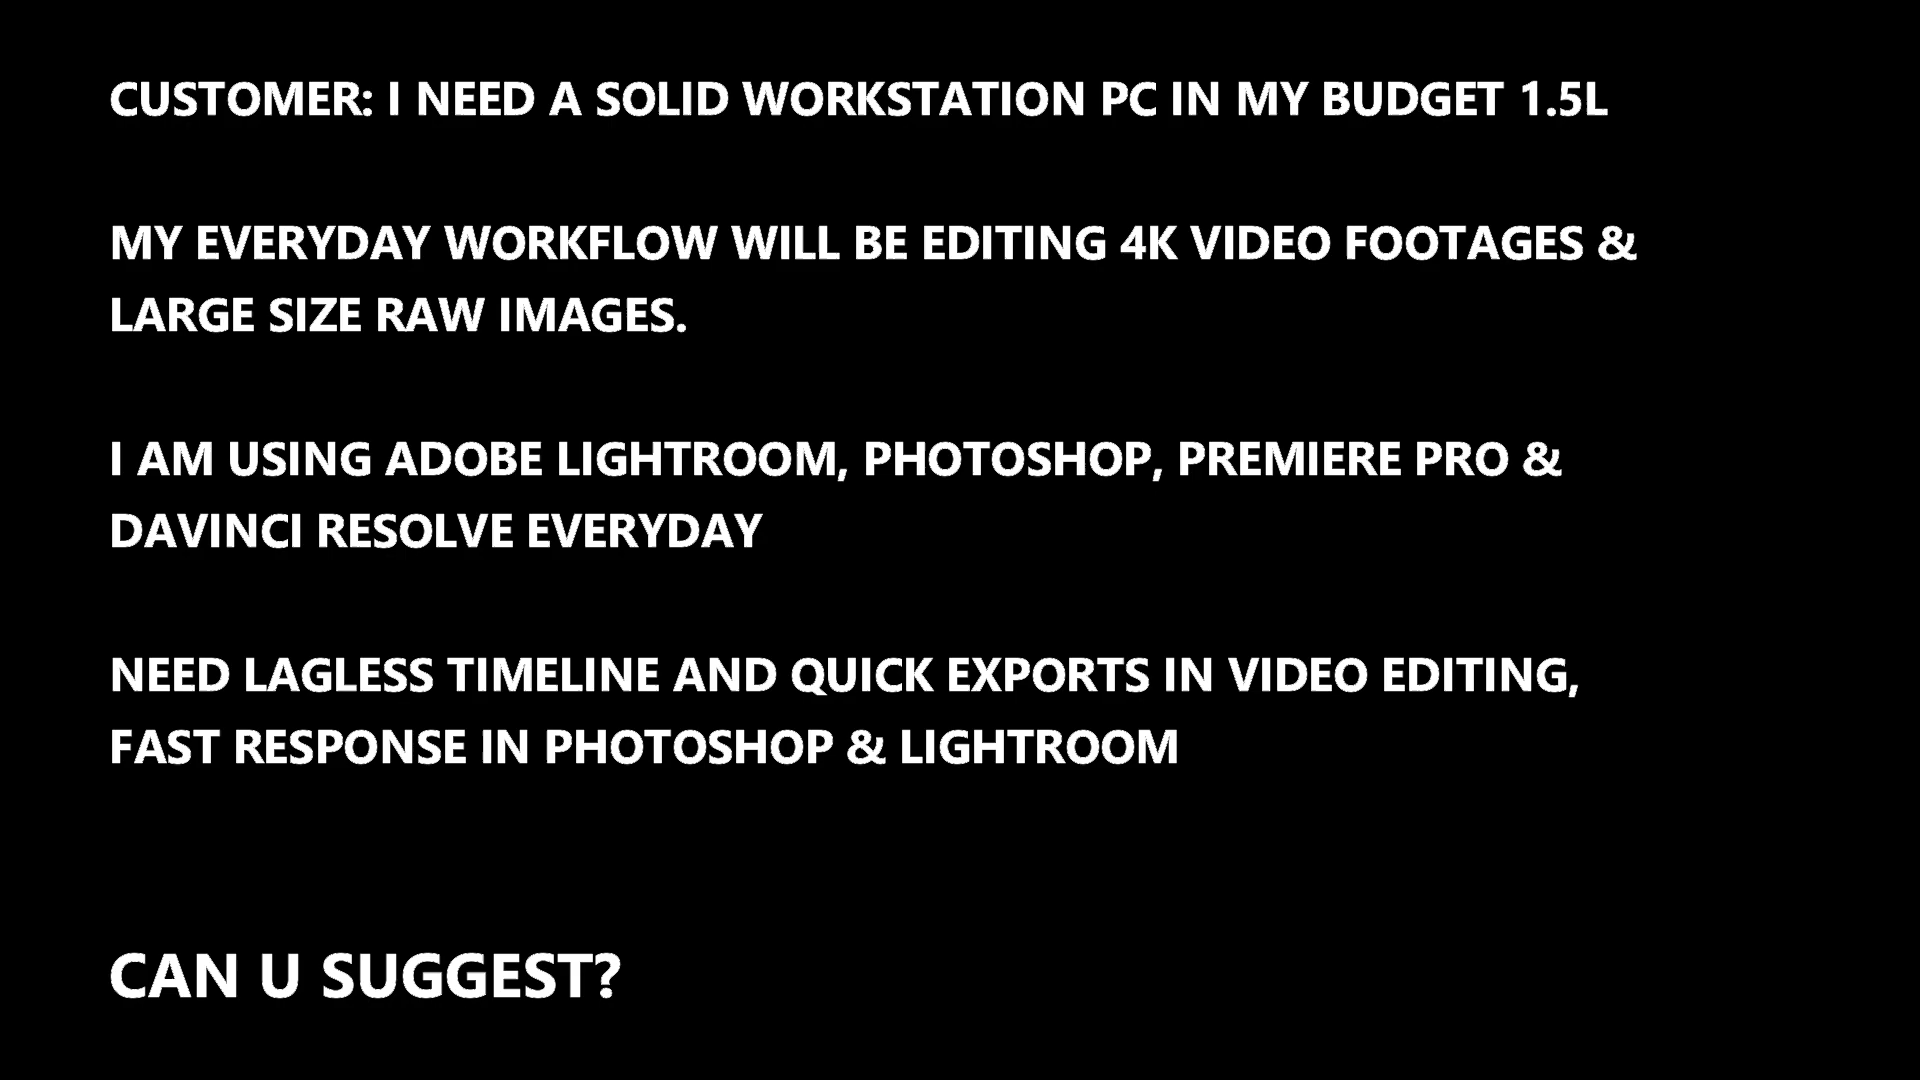 CUSTOMER: I NEED A SOLID WORKSTATION PC IN MY BUDGET 1.5L
MY EVERYDAY WORKFLOW WILL BE EDITING 4K VIDEO FOOTAGES &
LARGE SIZE RAW IMAGES.
I AM USING ADOBE LIGHTROOM, PHOTOSHOP, PREMIERE PRO &
DAVINCI RESOLVE EVERYDAY
NEED LAGLESS TIMELINE AND QUICK EXPORTS IN VIDEO EDITING,
FAST RESPONSE IN PHOTOSHOP & LIGHTROOM
CAN U SUGGEST?